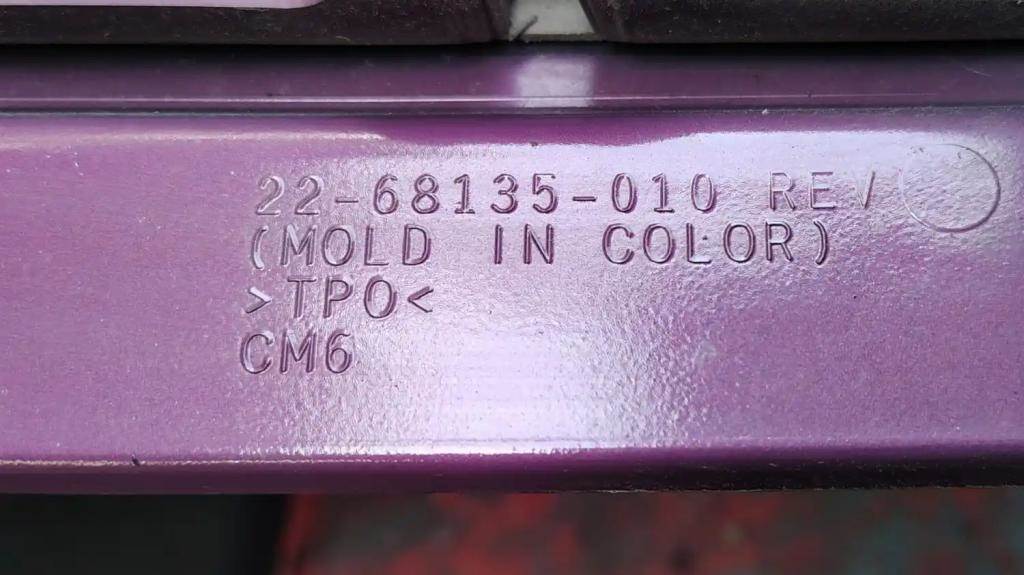 22-68135-010 REV
(MOLD IN COLOR)
>TPO<
CM6